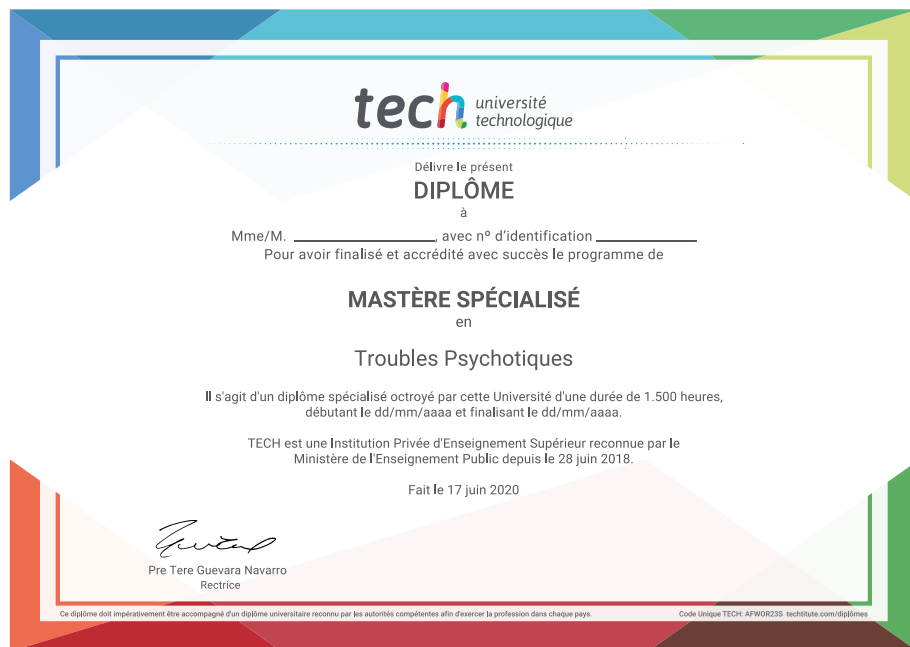 tech université
technologique
Délivre le présent
DIPLÔME
à
Mme/M. , avec nº d'identification
Pour avoir finalisé et accrédité avec succès le programme de
MASTÈRE SPÉCIALISÉ
en
Troubles Psychotiques
Il s'agit d'un diplôme spécialisé octroyé par cette Université d'une durée de 1.500 heures,
débutant le dd/mm/aaaa et finalisant le dd/mm/aaaa.
TECH est une Institution Privée d'Enseignement Supérieur reconnue par le
Ministère de l'Enseignement Public depuis le 28 juin 2018.
Fait le 17 juin 2020
Pre Tere Guevara Navarro
Rectrice
Ce diplôme doit impérativement être accompagné d'un diplôme universitaire reconnu par les autorités compétentes afin d'exercer la profession dans chaque pays. Code Unique TECH: AFWOR23S techtitute.com/diplômes